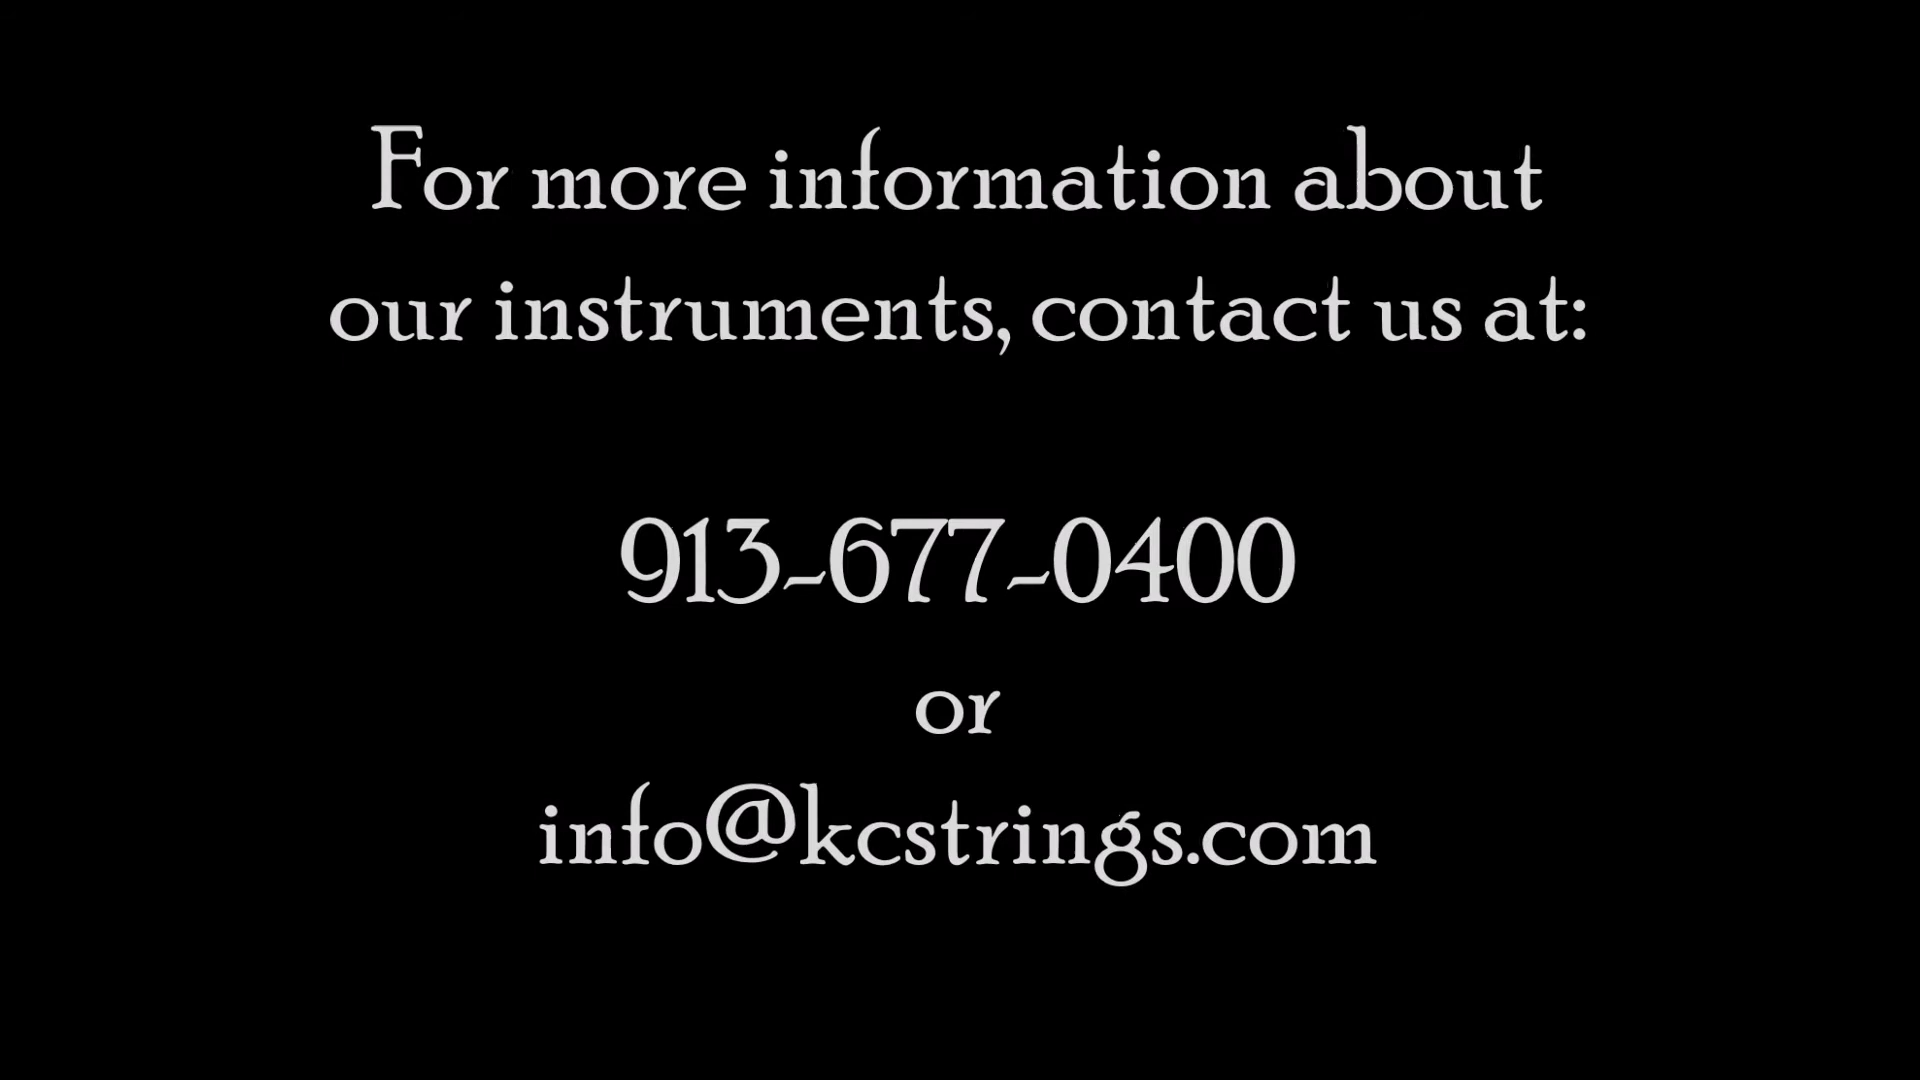 For more information about
our instruments, contact us at:
913-677-0400
or
info@kcstrings.com